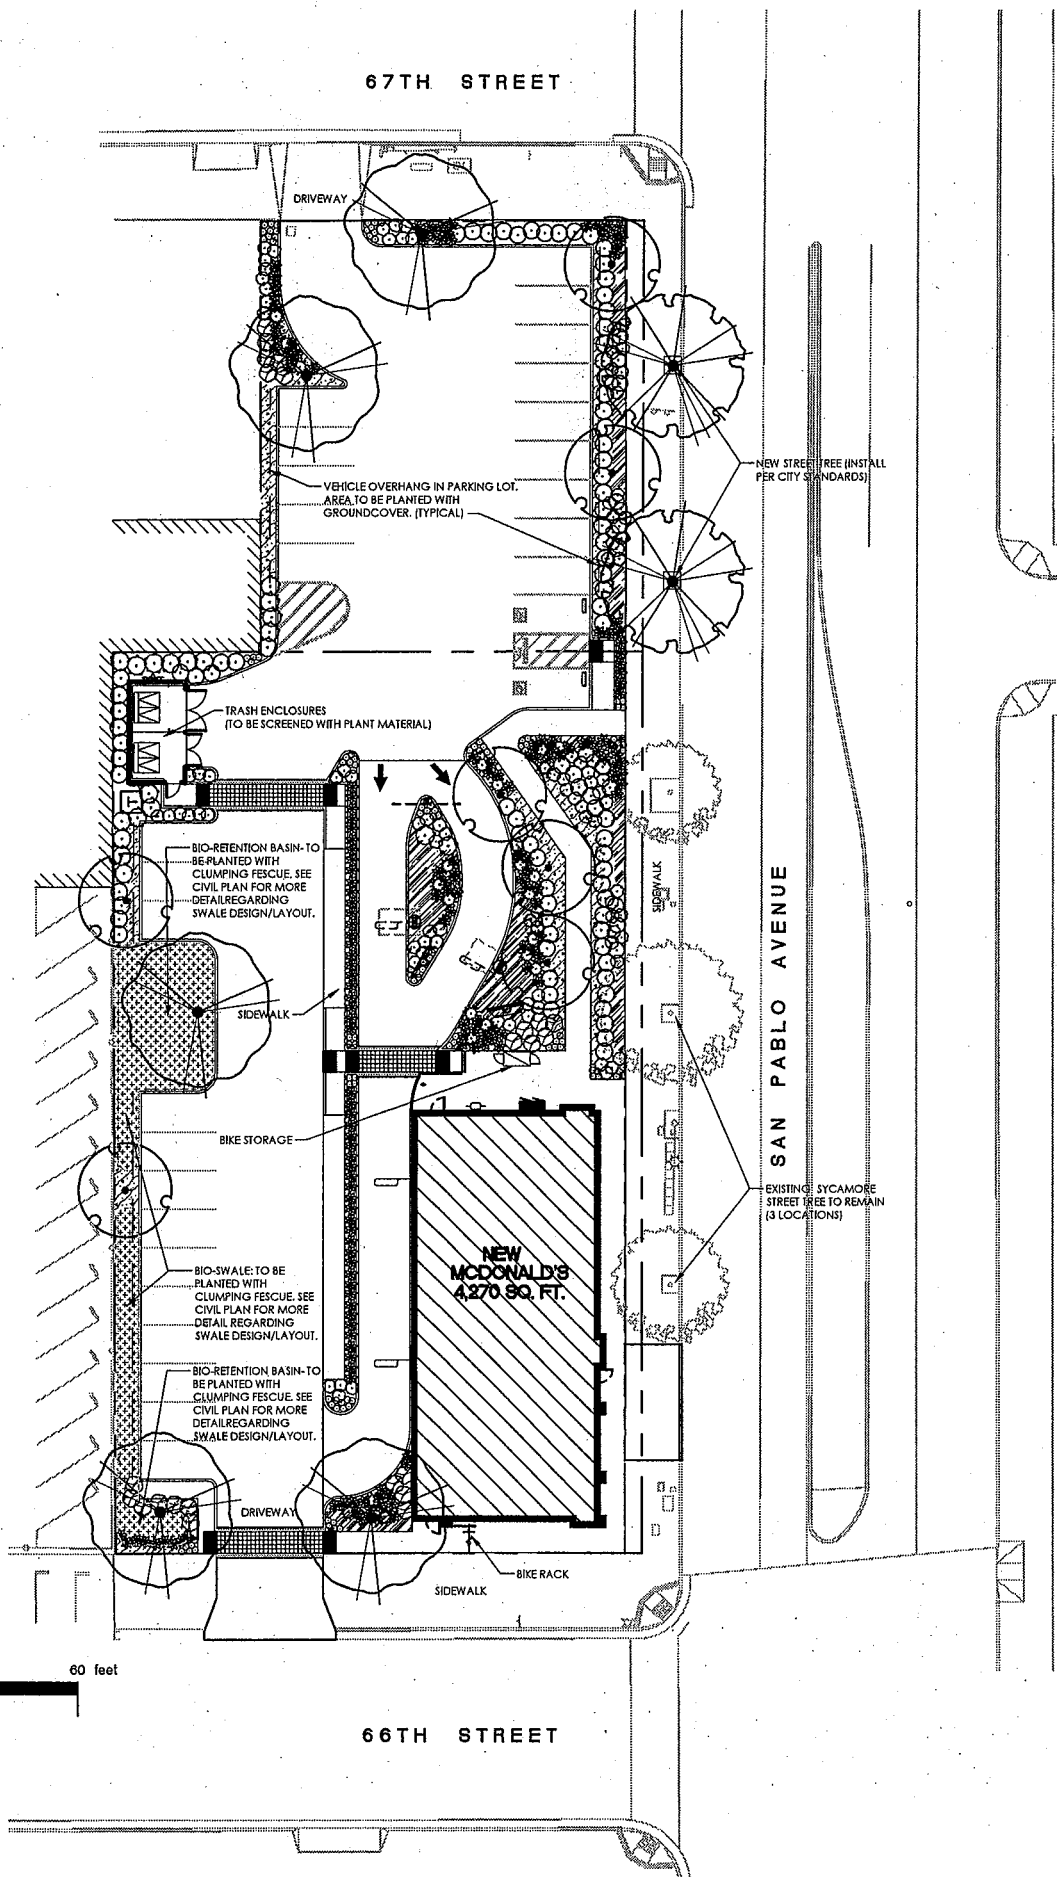 67TH STREET
DRIVEWAY
NEW STREET TREE (INSTALL
PER CITY STANDARDS)
VEHICLE OVERHANG IN PARKING LOT.
AREA TO BE PLANTED WITH
GROUNDCOVER. (TYPICAL)
TRASH ENCLOSURES
(TO BE SCREENED WITH PLANT MATERIAL)
T
BIO-RETENTION BASIN- TO
BE PLANTED WITH
CLUMPING FESCUE. SEE
CIVIL PLAN FOR MORE
DETAILREGARDING
SWALE DESIGN/LAYOUT.
SIDEWALK
SAN PABLO AVENUE
SIDEWALK
BIKE STORAGE
EXISTING SYCAMORE
STREET TREE TO REMAIN
(3 LOCATIONS)
NEW
MCDONALD'S
4,270 SQ. FT.
BIO-SWALE: TO BE
PLANTED WITH
CLUMPING FESCUE. SEE
CIVIL PLAN FOR MORE
DETAIL REGARDING
SWALE DESIGN/LAYOUT.
BIO-RETENTION BASIN- TO
BE PLANTED WITH
CLUMPING FESCUE. SEE
CIVIL PLAN FOR MORE
DETAILREGARDING
SWALE DESIGN/LAYOUT.
DRIVEWAY
BIKE RACK
SIDEWALK
60 feet
66TH STREET